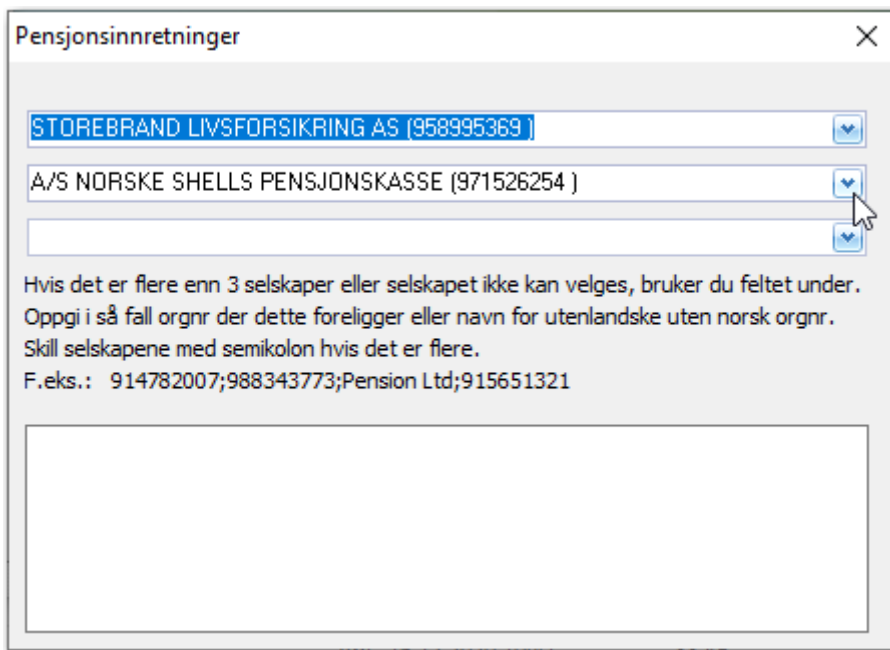 Pensjonsinnretninger
STOREBRAND LIVSFORSIKRING AS (958995369 )
A/S NORSKE SHELLS PENSJONSKASSE (971526254 )
Hvis det er flere enn 3 selskaper eller selskapet ikke kan velges, bruker du feltet under.
Oppgi i så fall orgnr der dette foreligger eller navn for utenlandske uten norsk orgnr.
Skill selskapene med semikolon hvis det er flere.
F.eks.: 914782007;988343773;Pension Ltd;915651321